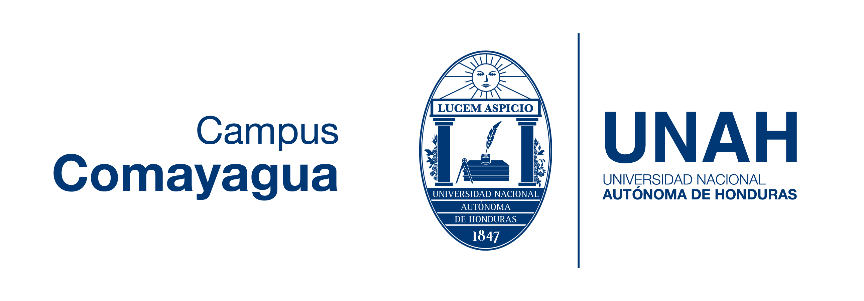 Campus
Comayagua
LUCEM ASPICIO
UNIVERSIDAD NACIONAL
AUTÓNOMA
DE HONDURAS
1847
UNAH
UNIVERSIDAD NACIONAL
AUTÓNOMA DE HONDURAS